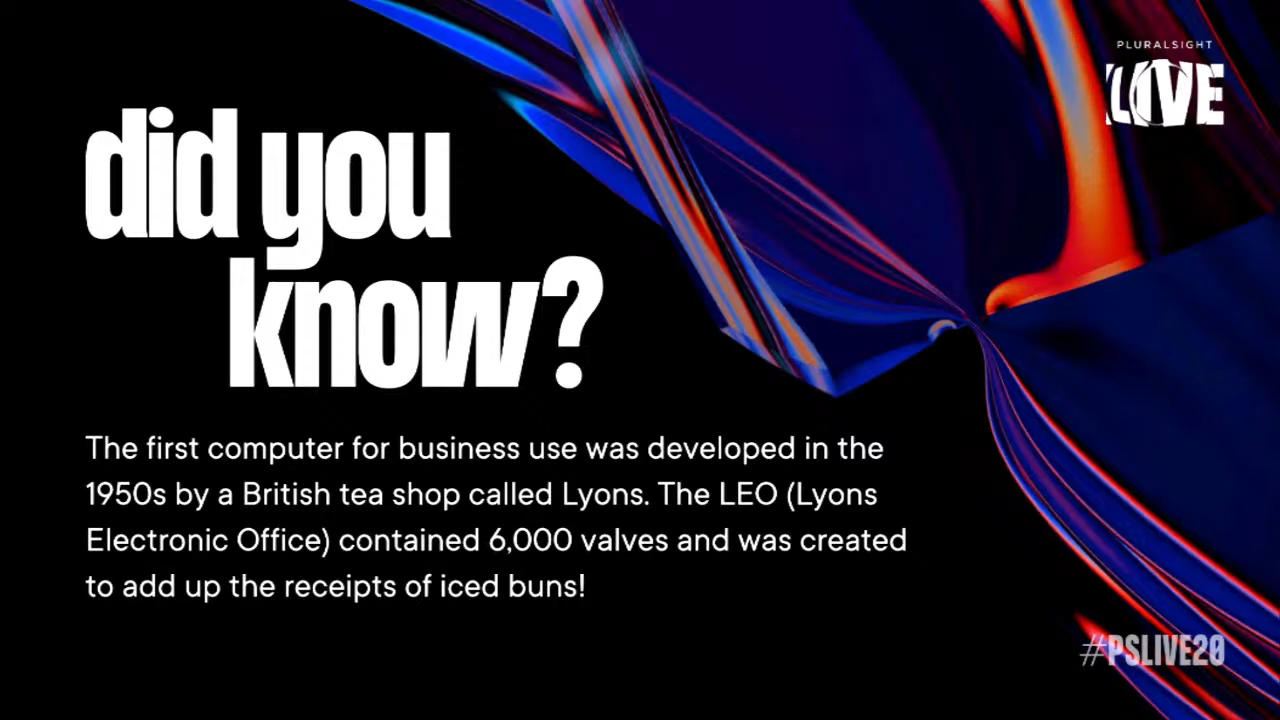 PLURALSIGHT
LIVE
did you
know?
The first computer for business use was developed in the
1950s by a British tea shop called Lyons. The LEO (Lyons
Electronic Office) contained 6,000 valves and was created
to add up the receipts of iced buns!
#PSLIVE20